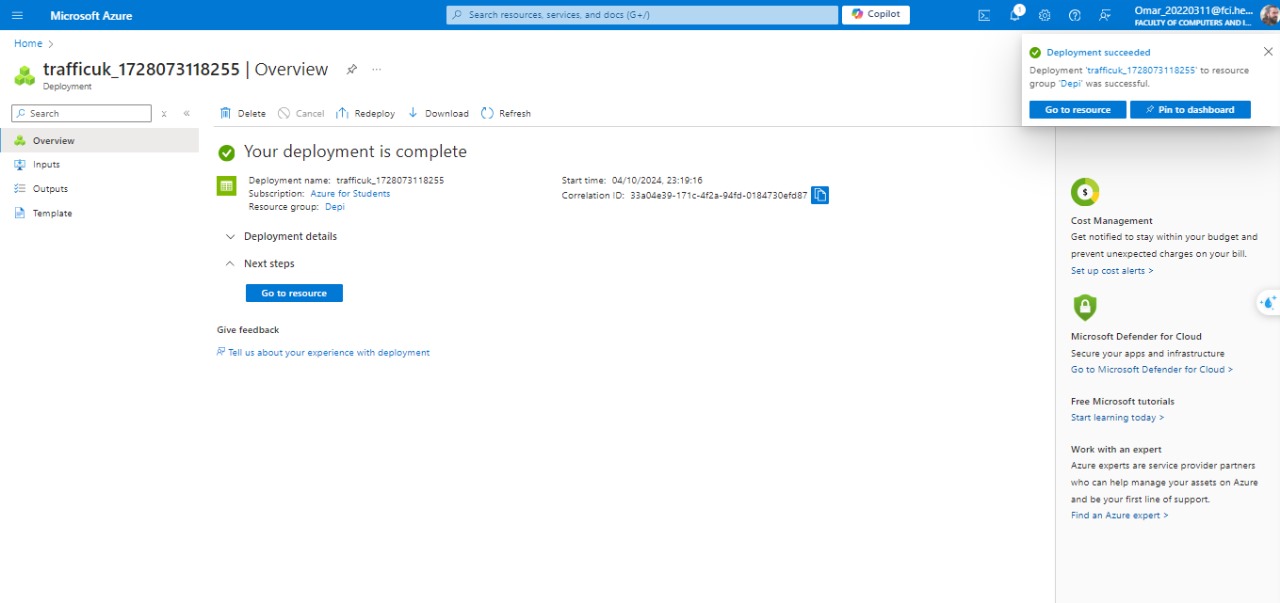 Microsoft Azure
Search resources, services, and docs (G+/)
Copilot
1
Omar_20220311@fci.he...
FACULTY OF COMPUTERS AND I...
Home >
trafficuk_1728073118255 | Overview
Deployment
Search
Overview
Inputs
Outputs
Template
Delete
Cancel
Redeploy
Download
Refresh
Your deployment is complete
Deployment name: trafficuk_1728073118255
Subscription: Azure for Students
Resource group: Depi
Start time: 04/10/2024, 23:19:16
Correlation ID: 33a04e39-171c-4f2a-94fd-0184730efd87
Deployment details
Next steps
Go to resource
Give feedback
Tell us about your experience with deployment
Deployment succeeded
Deployment 'trafficuk_1728073118255' to resource
group 'Depi' was successful.
Go to resource
Pin to dashboard
Cost Management
Get notified to stay within your budget and
prevent unexpected charges on your bill.
Set up cost alerts >
Microsoft Defender for Cloud
Secure your apps and infrastructure
Go to Microsoft Defender for Cloud >
Free Microsoft tutorials
Start learning today >
Work with an expert
Azure experts are service provider partners
who can help manage your assets on Azure
and be your first line of support.
Find an Azure expert >